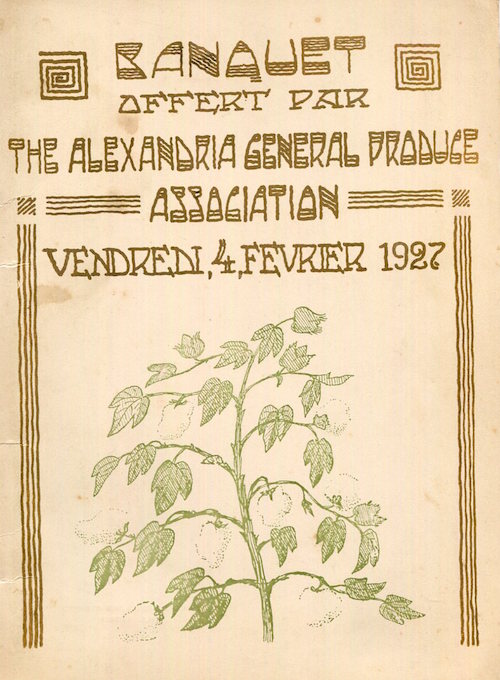 BANQUET
OFFERT PAR
THE ALEXANDRIA GENERAL PRODUCE
ASSOCIATION
VENDREDI, 4, FEVRIER 1927